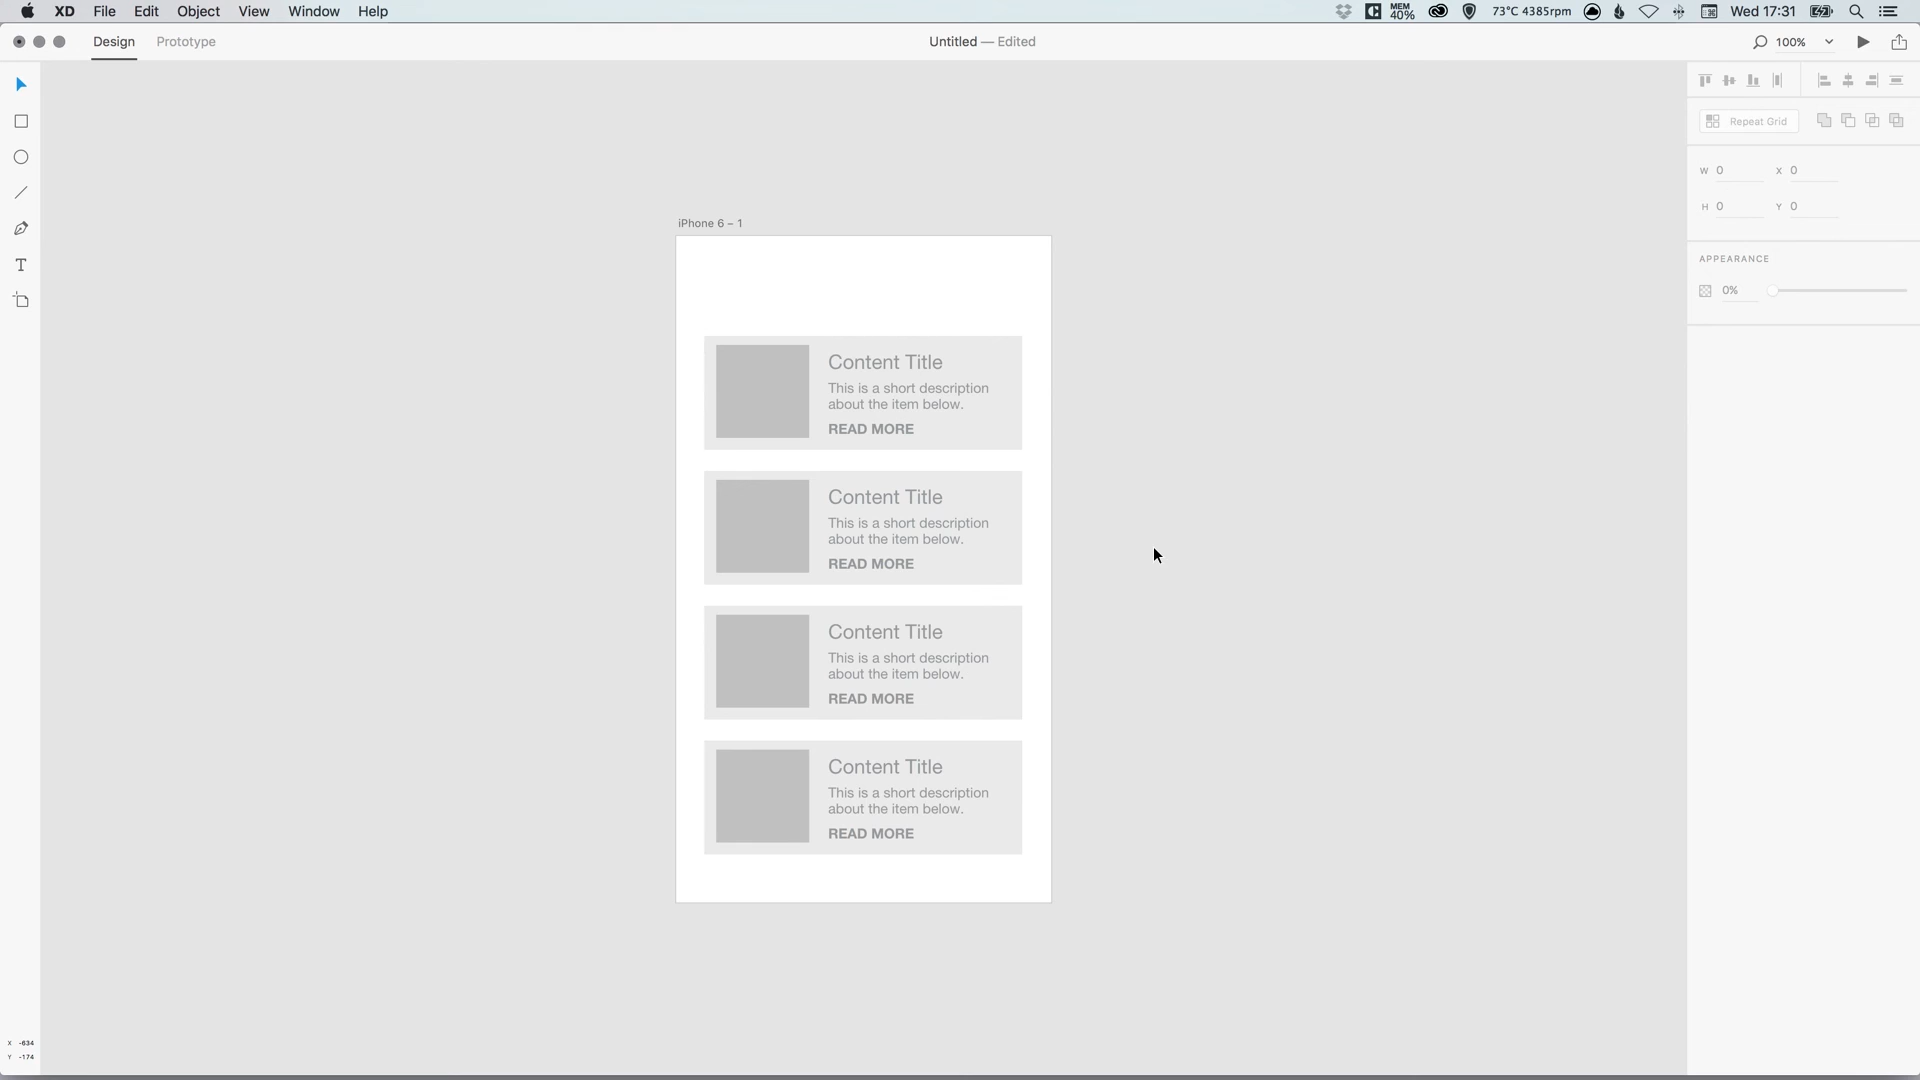 XD File Edit Object View Window Help
MEM
40% 73°C 4385rpm Wed 17:31
Design Prototype Untitled — Edited 100%
Repeat Grid
W 0 X 0
H 0 Y 0
APPEARANCE
0%
T
iPhone 6 – 1
Content Title
This is a short description
about the item below.
READ MORE
Content Title
This is a short description
about the item below.
READ MORE
Content Title
This is a short description
about the item below.
READ MORE
Content Title
This is a short description
about the item below.
READ MORE
X -634
Y -174